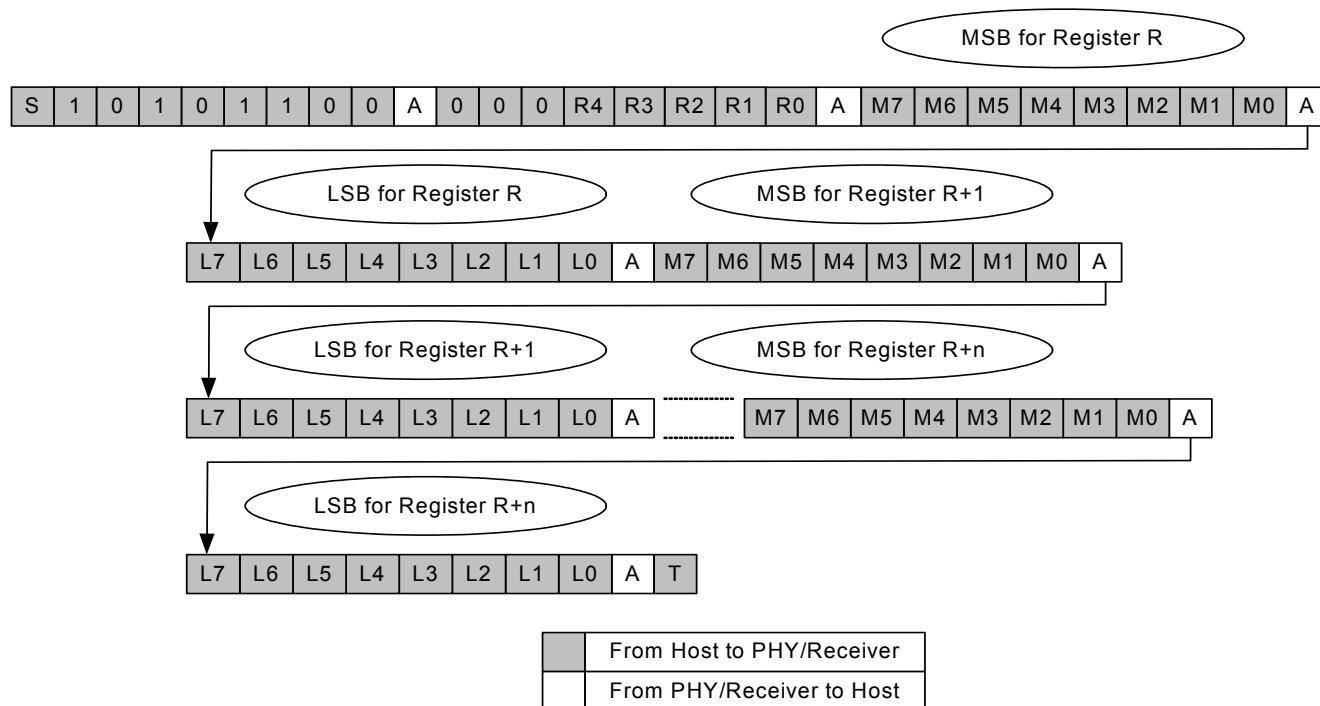 MSB for Register R
S 1 0 1 0 1 1 0 0 A 0 0 0 R4 R3 R2 R1 R0 A M7 M6 M5 M4 M3 M2 M1 M0 A
LSB for Register R MSB for Register R+1
L7 L6 L5 L4 L3 L2 L1 L0 A M7 M6 M5 M4 M3 M2 M1 M0 A
LSB for Register R+1 MSB for Register R+n
L7 L6 L5 L4 L3 L2 L1 L0 A M7 M6 M5 M4 M3 M2 M1 M0 A
LSB for Register R+n
L7 L6 L5 L4 L3 L2 L1 L0 A T
From Host to PHY/Receiver
From PHY/Receiver to Host